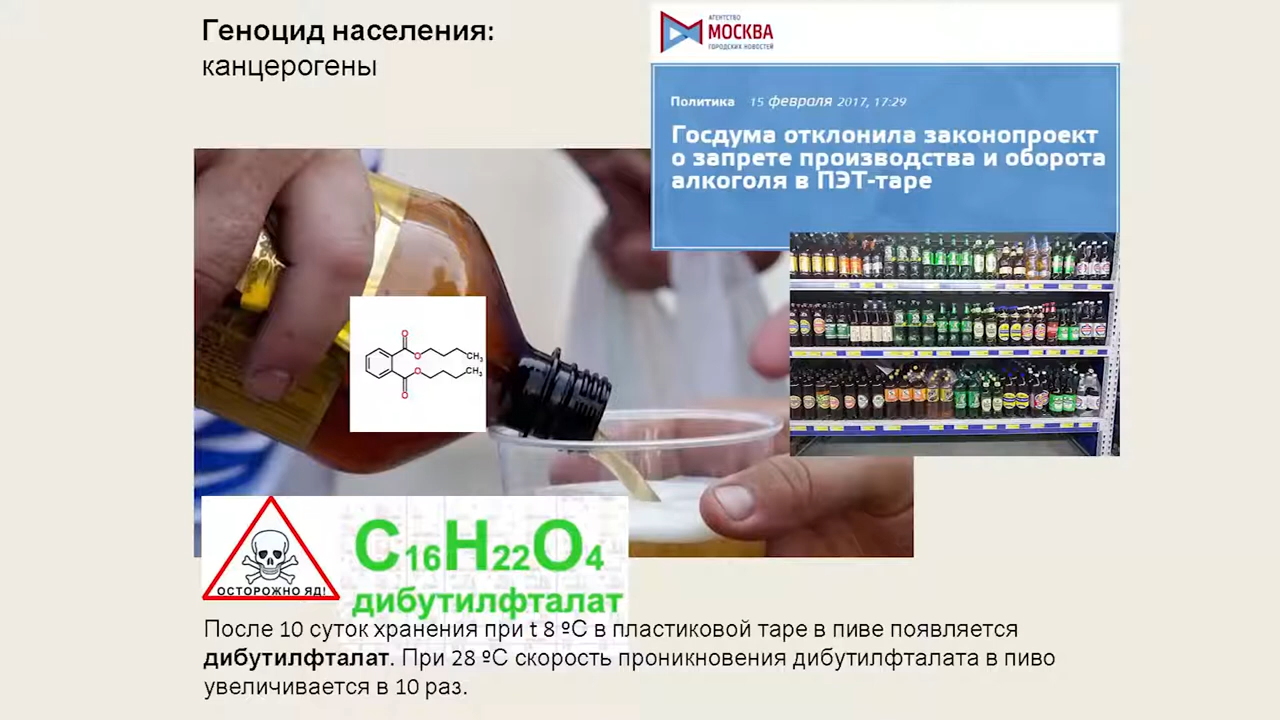 Геноцид населения:
канцерогены
АГЕНТСТВО
МОСКВА
ГОРОДСКИХ НОВОСТЕЙ
Политика 15 февраля 2017, 17:29
Госдума отклонила законопроект
о запрете производства и оборота
алкоголя в ПЭТ-таре
O
O
CH3
O
CH3
O
ОСТОРОЖНО ЯД!
C16H22O4
дибутилфталат
После 10 суток хранения при t 8 ºС в пластиковой таре в пиве появляется
дибутилфталат. При 28 ºС скорость проникновения дибутилфталата в пиво
увеличивается в 10 раз.